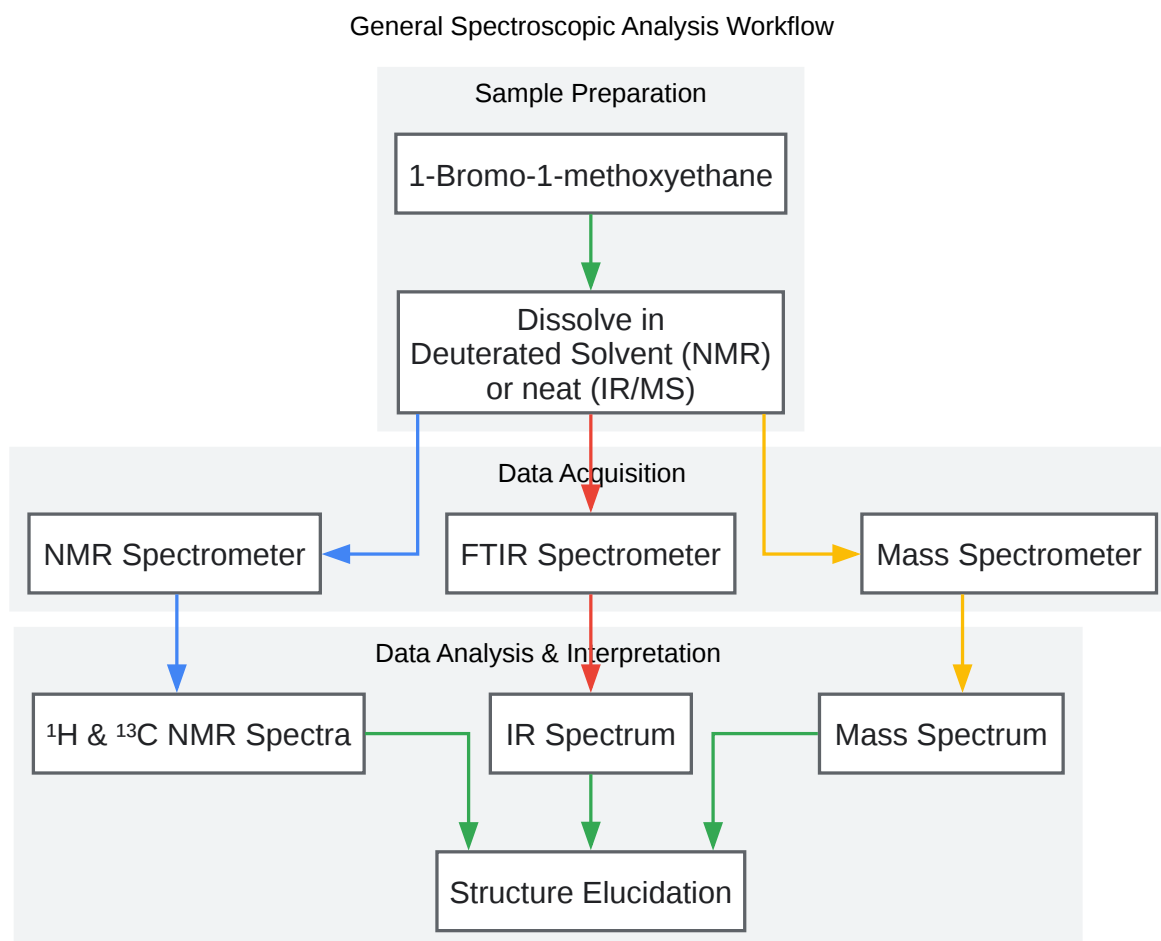 General Spectroscopic Analysis Workflow
Sample Preparation
1-Bromo-1-methoxyethane
Dissolve in
Deuterated Solvent (NMR)
or neat (IR/MS)
Data Acquisition
NMR Spectrometer
FTIR Spectrometer
Mass Spectrometer
Data Analysis & Interpretation
¹H & ¹³C NMR Spectra
IR Spectrum
Mass Spectrum
Structure Elucidation